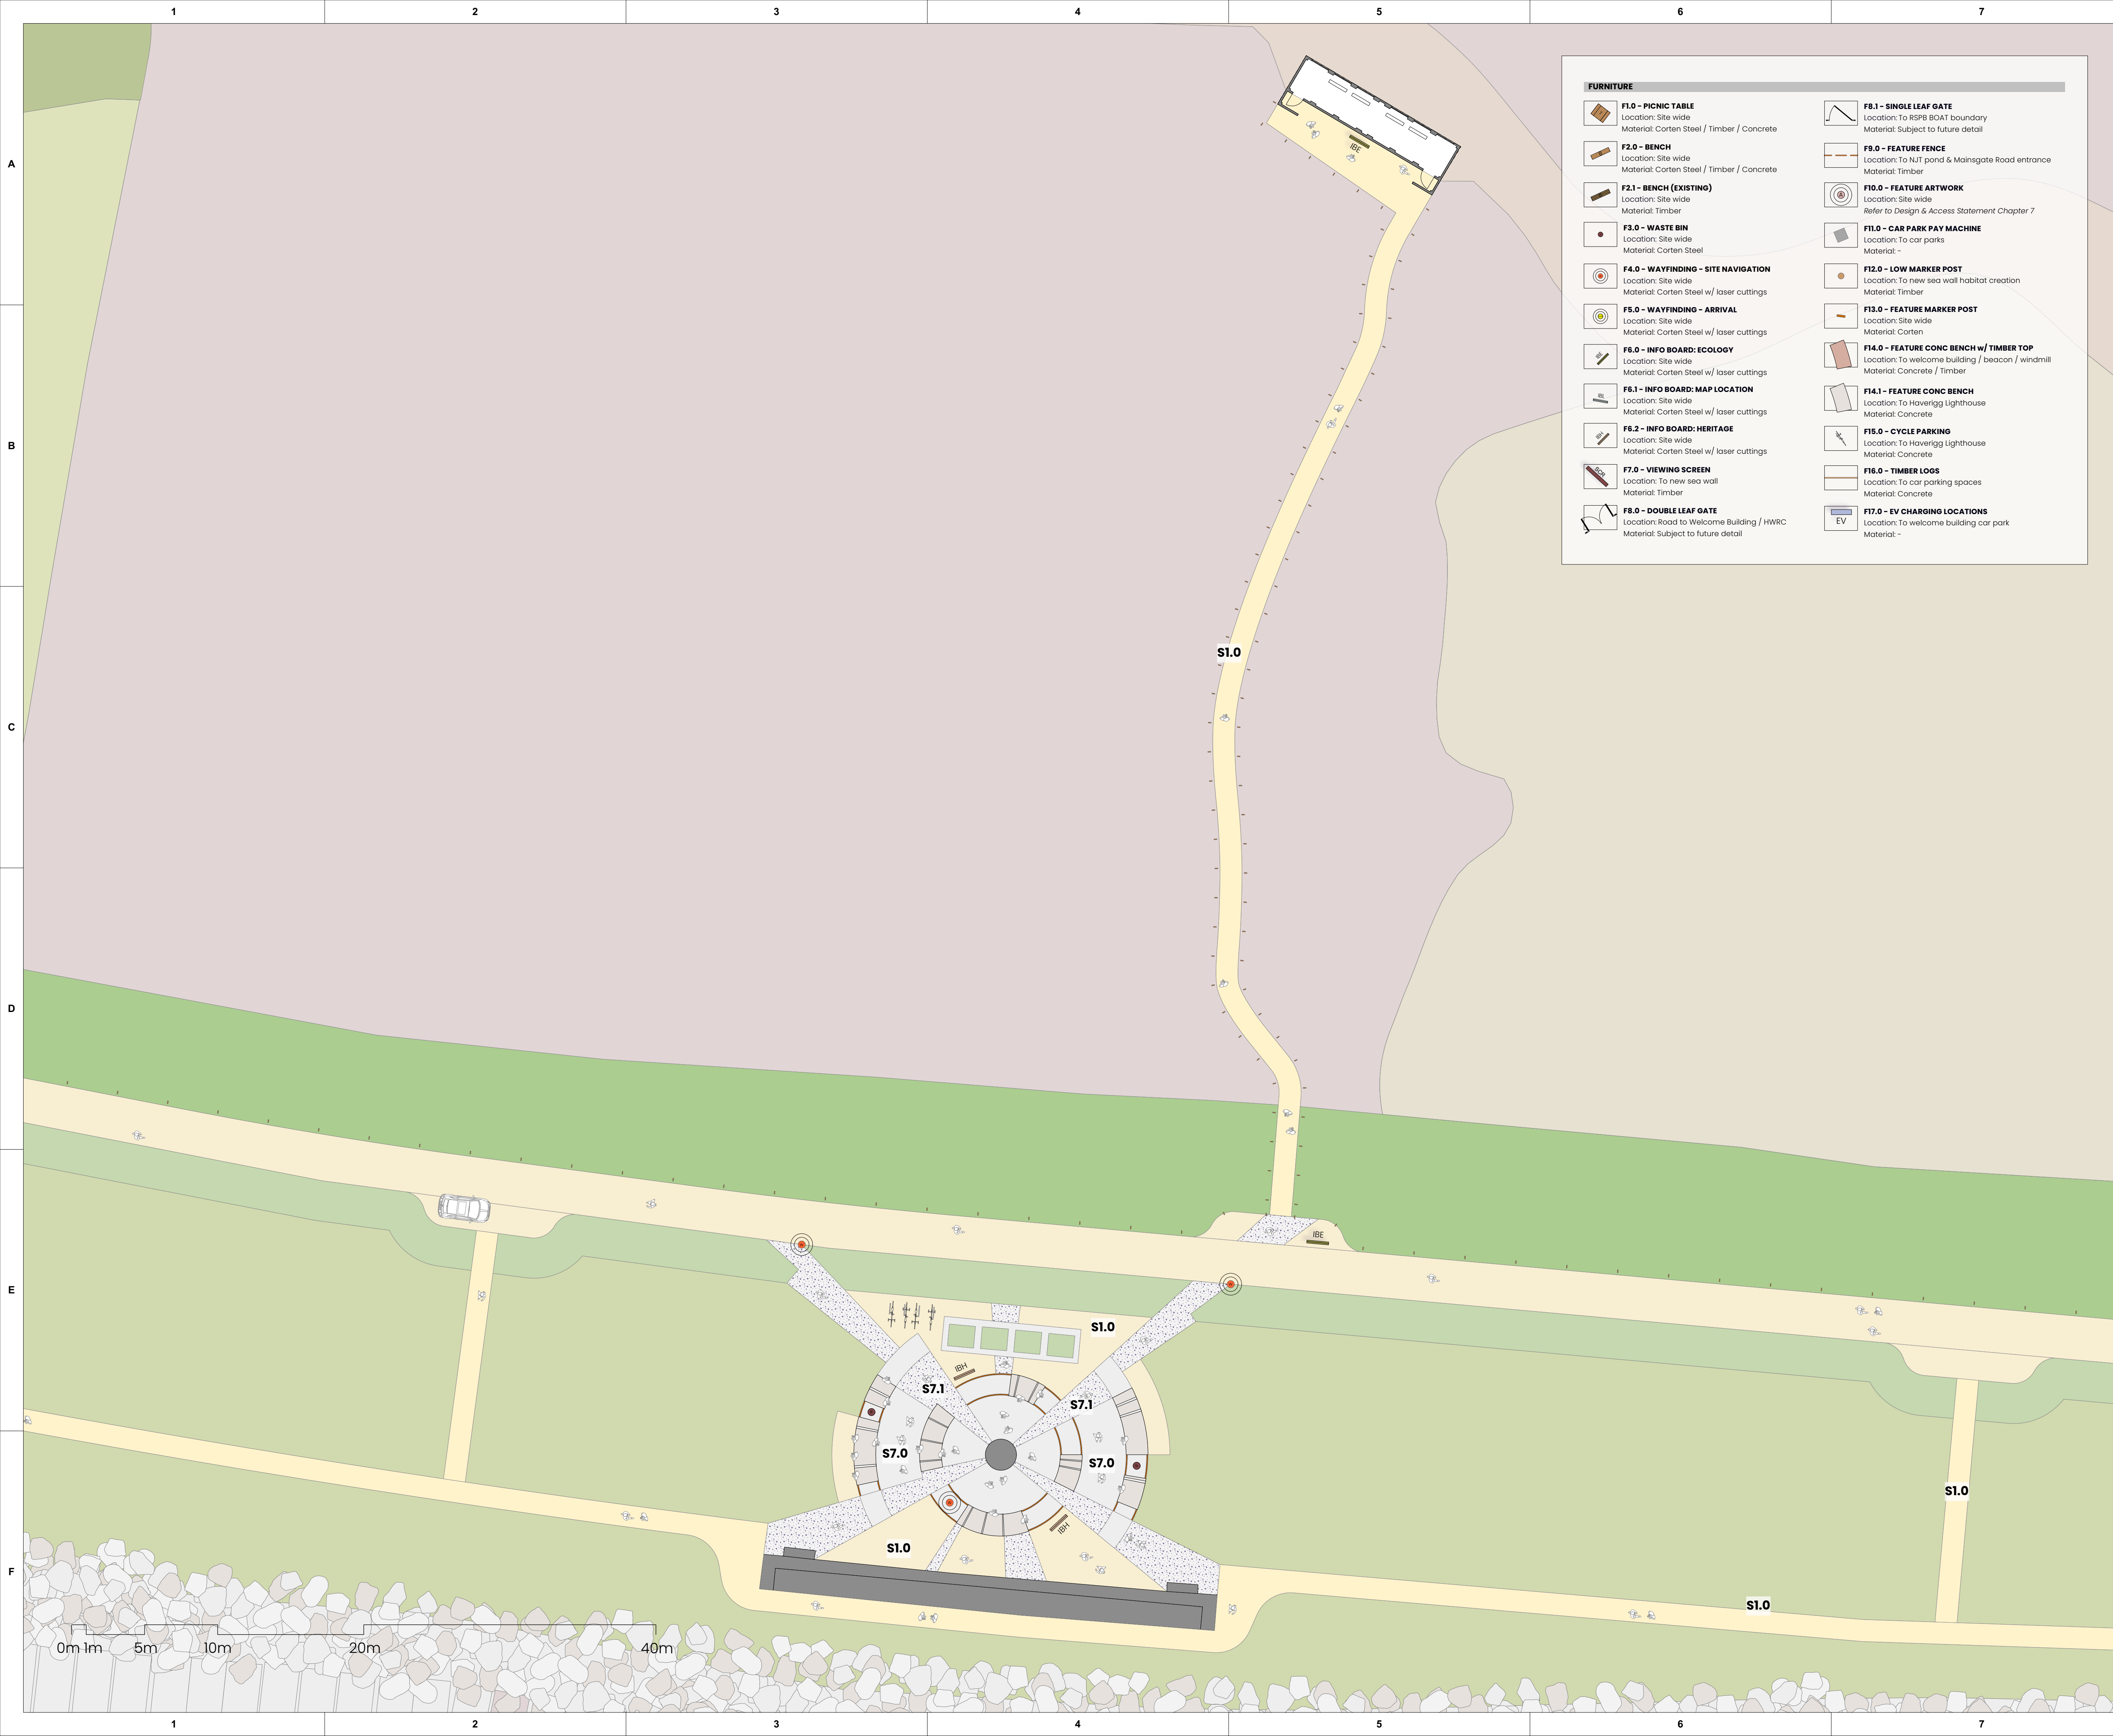 1 2 3 4 5 6 7
A
B
C
D
E
F
FURNITURE
F1.0 - PICNIC TABLE
Location: Site wide
Material: Corten Steel / Timber / Concrete
F2.0 - BENCH
Location: Site wide
Material: Corten Steel / Timber / Concrete
F2.1 - BENCH (EXISTING)
Location: Site wide
Material: Timber
F3.0 - WASTE BIN
Location: Site wide
Material: Corten Steel
F4.0 - WAYFINDING - SITE NAVIGATION
Location: Site wide
Material: Corten Steel w/ laser cuttings
F5.0 - WAYFINDING - ARRIVAL
Location: Site wide
Material: Corten Steel w/ laser cuttings
IBE
F6.0 - INFO BOARD: ECOLOGY
Location: Site wide
Material: Corten Steel w/ laser cuttings
IBL
F6.1 - INFO BOARD: MAP LOCATION
Location: Site wide
Material: Corten Steel w/ laser cuttings
IBH
F6.2 - INFO BOARD: HERITAGE
Location: Site wide
Material: Corten Steel w/ laser cuttings
F7.0 - VIEWING SCREEN
Location: To new sea wall
Material: Timber
F8.0 - DOUBLE LEAF GATE
Location: Road to Welcome Building / HWRC
Material: Subject to future detail
F8.1 - SINGLE LEAF GATE
Location: To RSPB BOAT boundary
Material: Subject to future detail
F9.0 - FEATURE FENCE
Location: To NJT pond & Mainsgate Road entrance
Material: Timber
F10.0 - FEATURE ARTWORK
Location: Site wide
Refer to Design & Access Statement Chapter 7
F11.0 - CAR PARK PAY MACHINE
Location: To car parks
Material: -
F12.0 - LOW MARKER POST
Location: To new sea wall habitat creation
Material: Timber
F13.0 - FEATURE MARKER POST
Location: Site wide
Material: Corten
F14.0 - FEATURE CONC BENCH w/ TIMBER TOP
Location: To welcome building / beacon / windmill
Material: Concrete / Timber
F14.1 - FEATURE CONC BENCH
Location: To Haverigg Lighthouse
Material: Concrete
F15.0 - CYCLE PARKING
Location: To Haverigg Lighthouse
Material: Concrete
F16.0 - TIMBER LOGS
Location: To car parking spaces
Material: Concrete
EV
F17.0 - EV CHARGING LOCATIONS
Location: To welcome building car park
Material: -
IBE
S1.0
IBE
S1.0
IBH
S7.1
S7.1
S7.0
S7.0
S1.0
IBH
S1.0
S1.0
0m 1m 5m 10m 20m 40m
1 2 3 4 5 6 7